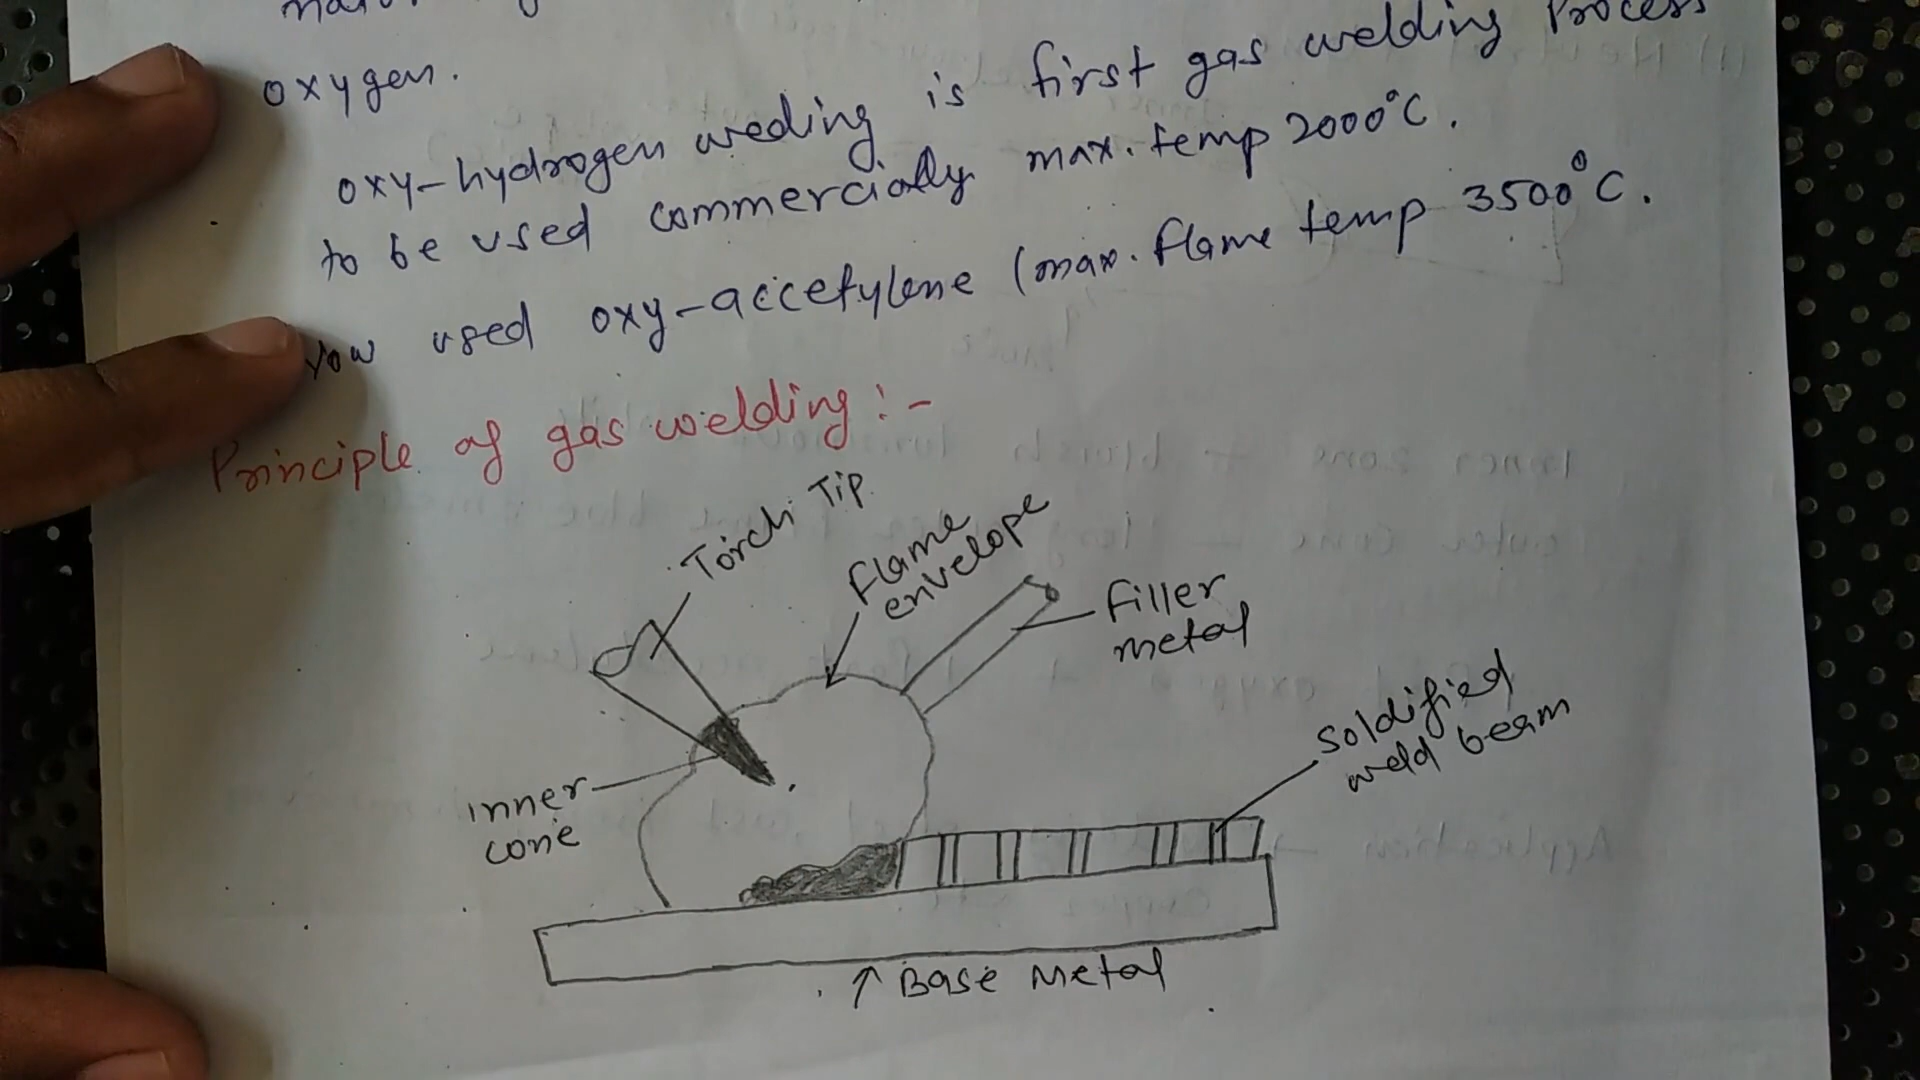 oxygen.
oxy-hydrogen wedling is first gas welding Process
to be used commercially max. temp 2000°C.
used oxy-accetylene (max. flame temp 3500°C.
Principle of gas welding:-
Torch Tip
Flame
envelope
Filler
metal
soldified
weld beam
inner
cone
↑ Base Metal